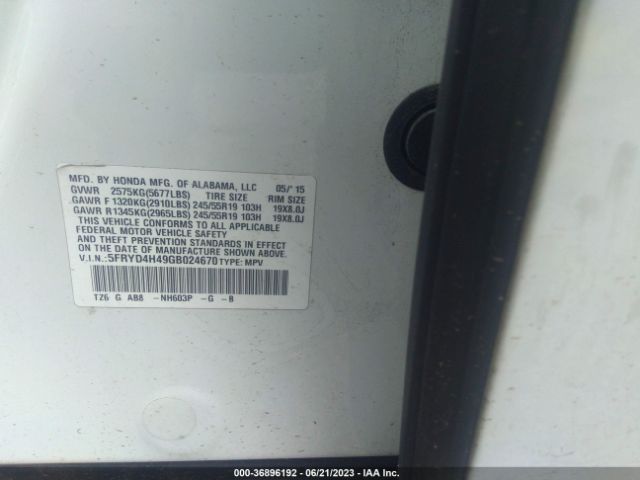 MFD. BY HONDA MFG. OF ALABAMA, LLC 05/'15
GVWR 2575KG(5677LBS) TIRE SIZE RIM SIZE
GAWR F 1320KG(2910LBS) 245/55R19 103H 19X8.0J
GAWR R1345KG(2965LBS) 245/55R19 103H 19X8.0J
THIS VEHICLE CONFORMS TO ALL APPLICABLE
FEDERAL MOTOR VEHICLE SAFETY
AND THEFT PREVENTION STANDARDS IN EFFECT
ON THE DATE OF MANUFACTURE SHOWN ABOVE.
V.I.N.:5FRYD4H49GB024670 TYPE: MPV
TZ6 G AB8 -NH603P -G -B
000-36896192 - 06/21/2023 - IAA Inc.